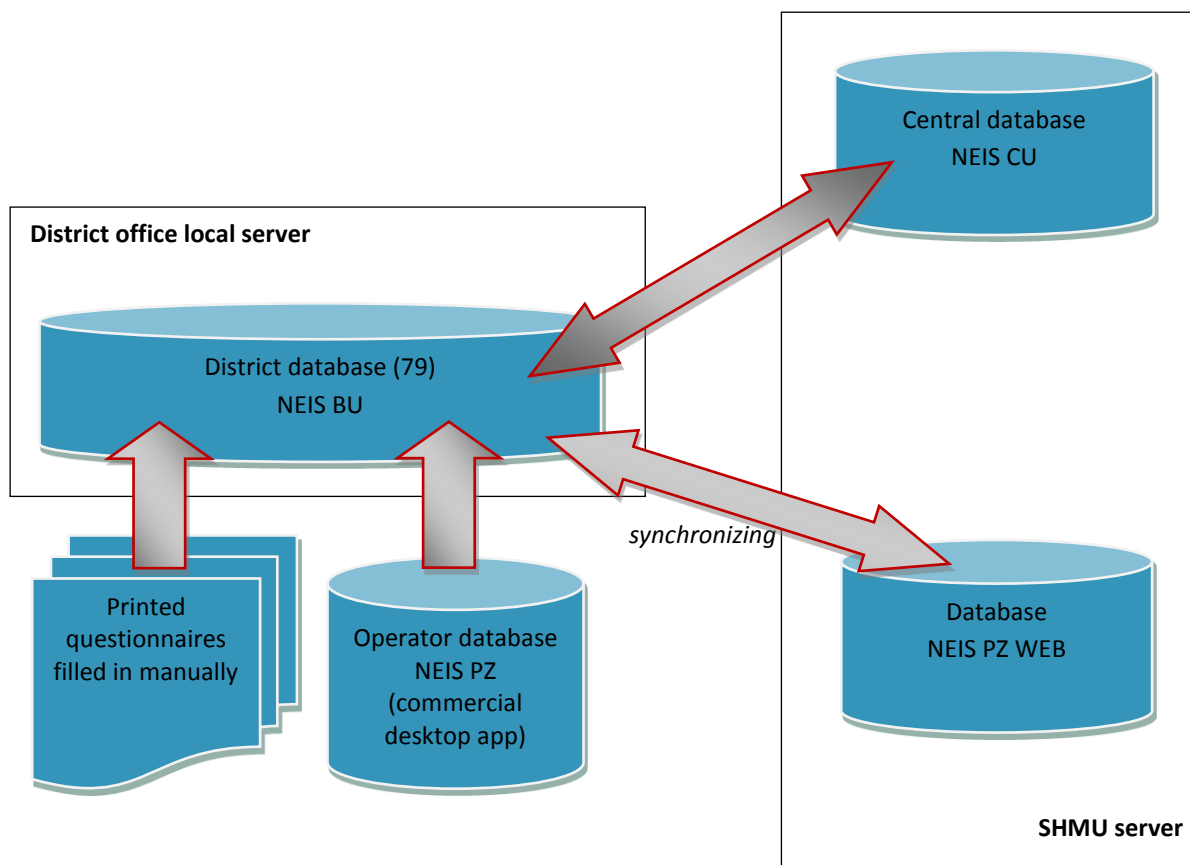 Central database
NEIS CU
District office local server
District database (79)
NEIS BU
synchronizing
Printed
questionnaires
filled in manually
Operator database
NEIS PZ
(commercial
desktop app)
Database
NEIS PZ WEB
SHMU server